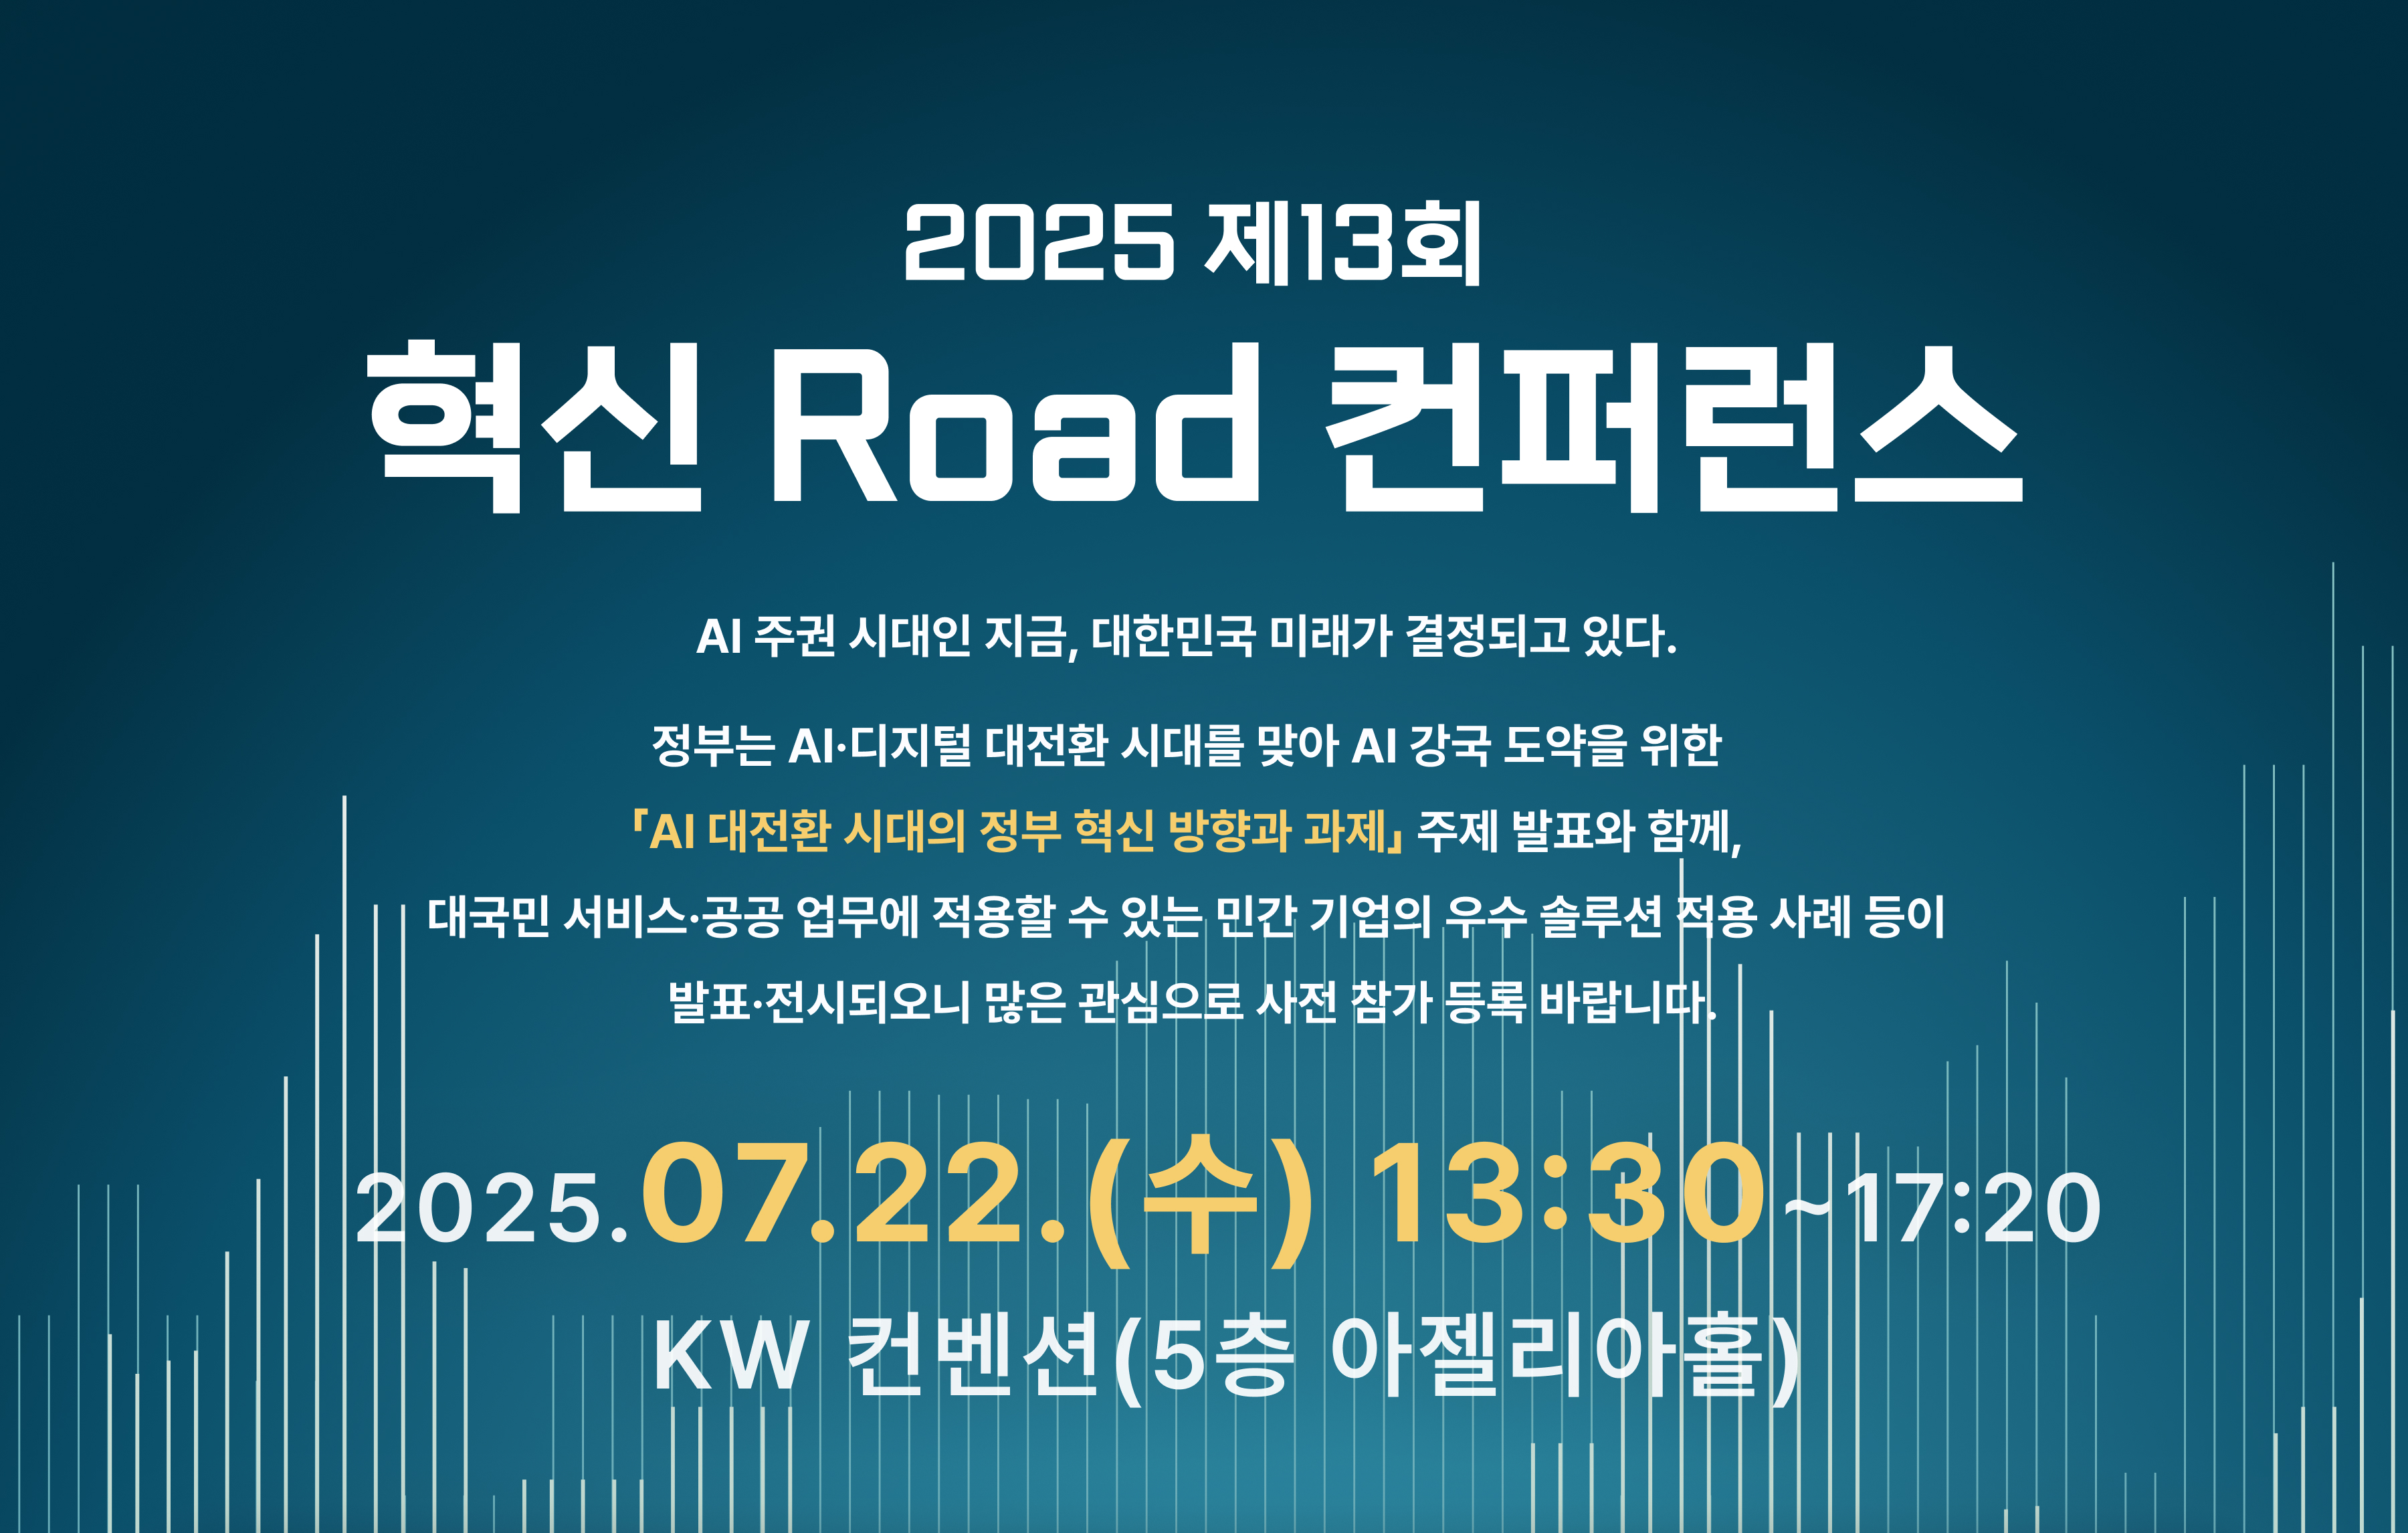 2025 제13회
혁신 Road 컨퍼런스
AI 주권 시대인 지금, 대한민국 미래가 결정되고 있다.
정부는 AI·디지털 대전환 시대를 맞아 AI 강국 도약을 위한
「AI 대전환 시대의 정부 혁신 방향과 과제」 주제 발표와 함께,
대국민 서비스·공공 업무에 적용할 수 있는 민간 기업의 우수 솔루션 적용 사례 등이
발표·전시되오니 많은 관심으로 사전 참가 등록 바랍니다.
2025.07.22.(수) 13:30~17:20
KW 컨벤션(5층 아젤리아홀)